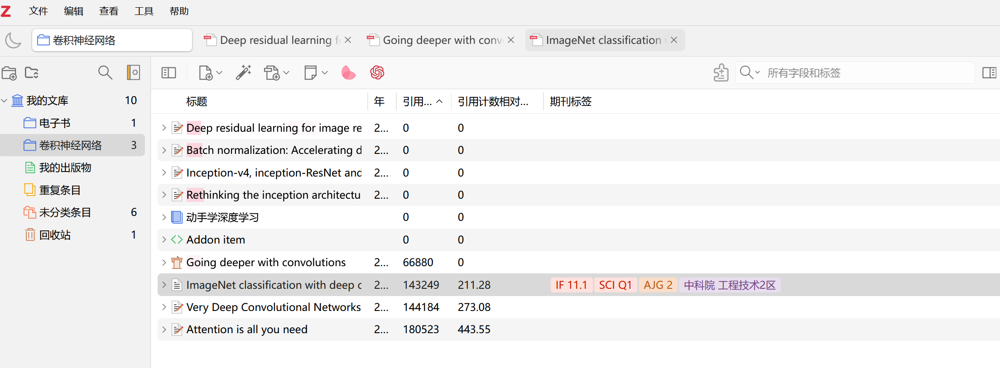 Z 文件 编辑 查看 工具 帮助
卷积神经网络 Deep residual learning f Going deeper with conv ImageNet classification
所有字段和标签
我的文库 10
电子书 1
卷积神经网络 3
我的出版物
重复条目
未分类条目 6
回收站 1
标题 年 引用... 引用计数相对... 期刊标签
Deep residual learning for image re 2... 0 0
Batch normalization: Accelerating d 2... 0 0
Inception-v4, inception-ResNet and 2... 0 0
Rethinking the inception architectu 2... 0 0
动手学深度学习 0 0
Addon item 0 0
Going deeper with convolutions 2... 66880 0
ImageNet classification with deep c 2... 143249 211.28 IF 11.1 SCI Q1 AJG 2 中科院 工程技术2区
Very Deep Convolutional Networks 2... 144184 273.08
Attention is all you need 2... 180523 443.55